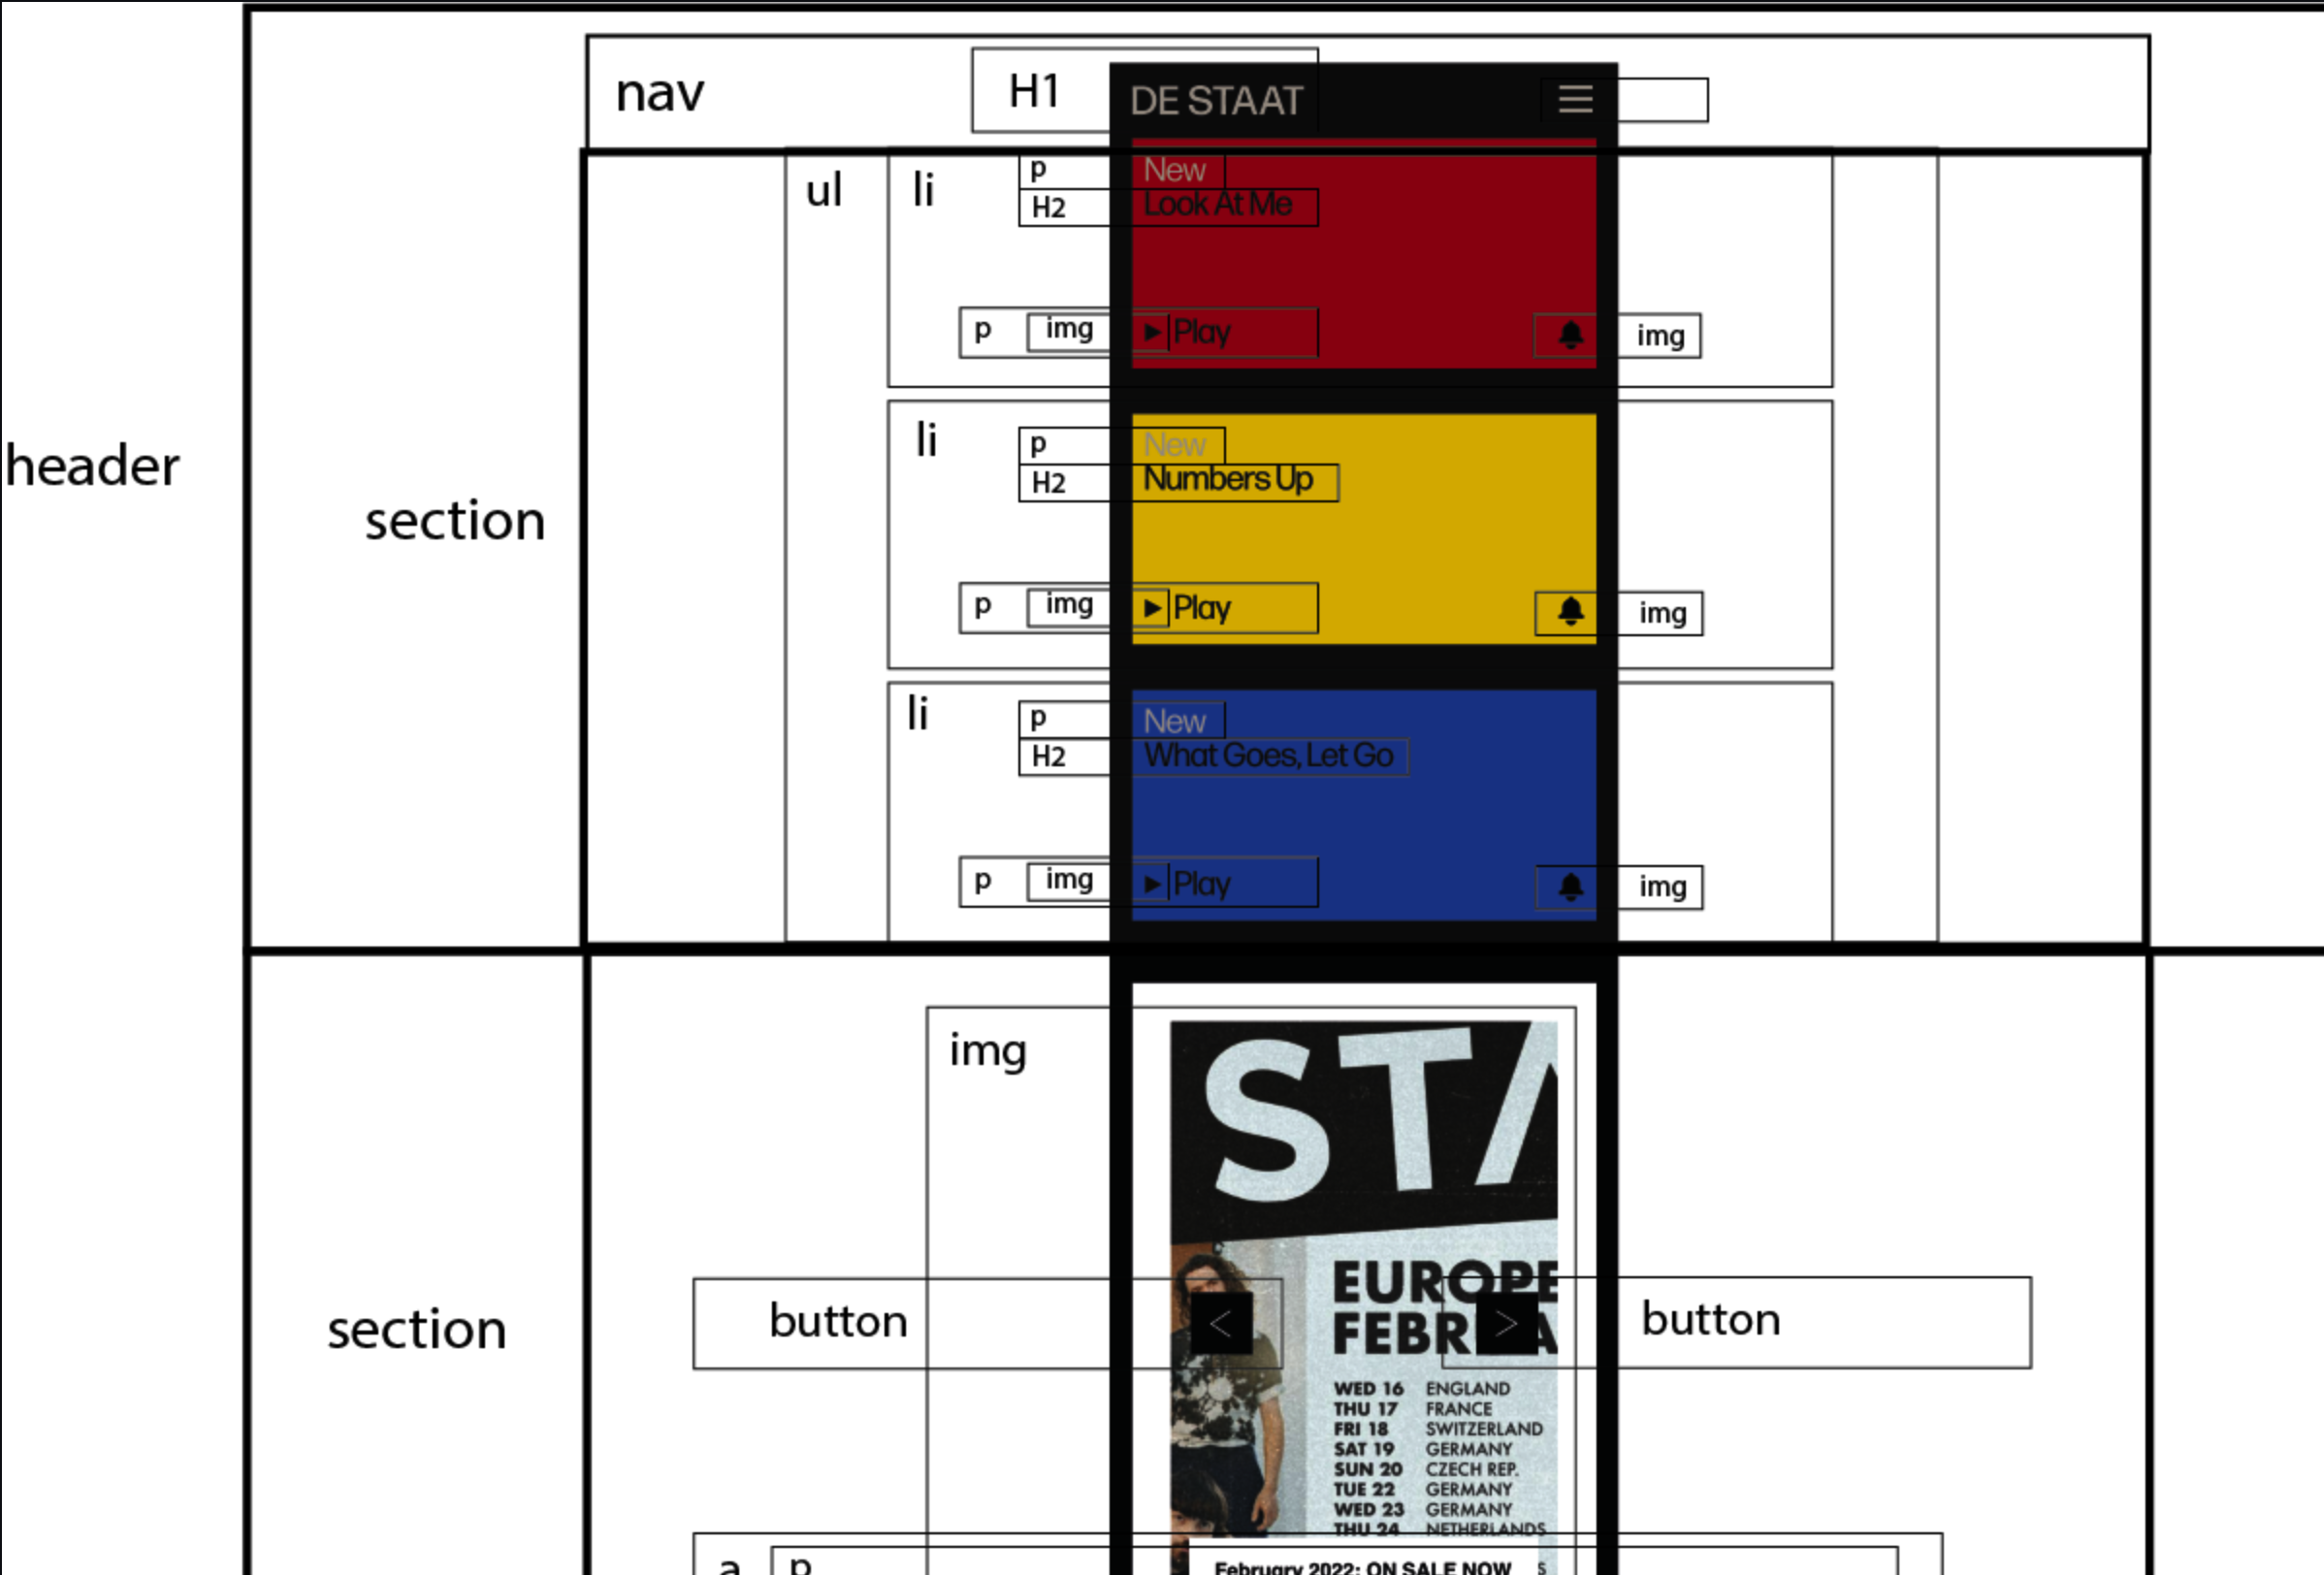 nav H1 DE STAAT
ul li p New
H2 Look At Me
p img Play img
header
section
li p New
H2 Numbers Up
p img Play img
li p New
H2 What Goes, Let Go
p img Play img
img
STA
EUROPE
FEBR A
section
button < > button
WED 16 ENGLAND
THU 17 FRANCE
FRI 18 SWITZERLAND
SAT 19 GERMANY
SUN 20 CZECH REP.
TUE 22 GERMANY
WED 23 GERMANY
THU 24 NETHERLANDS
a p
February 2022: ON SALE NOW S